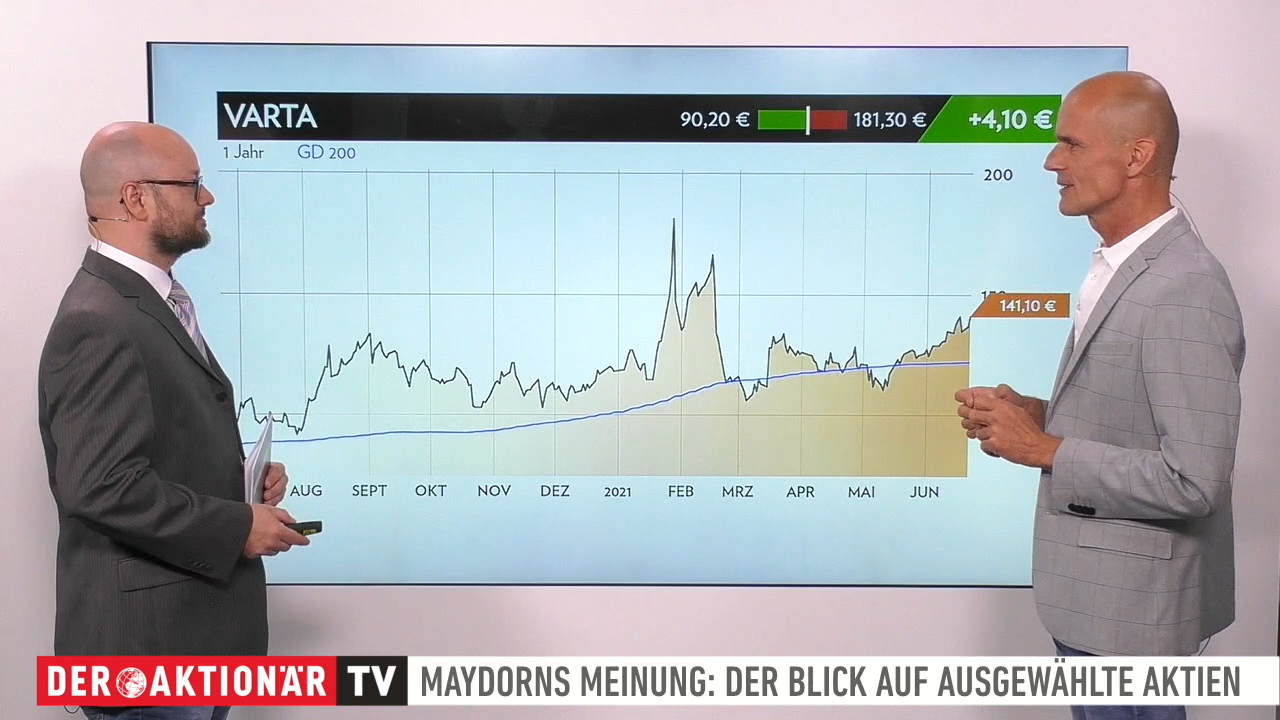 VARTA
90,20 €
181,30 €
+4,10 €
1 Jahr
GD 200
200
141,10 €
AUG SEPT OKT NOV DEZ 2021 FEB MRZ APR MAI JUN
DER AKTIONÄR TV
MAYDORNS MEINUNG: DER BLICK AUF AUSGEWÄHLTE AKTIEN